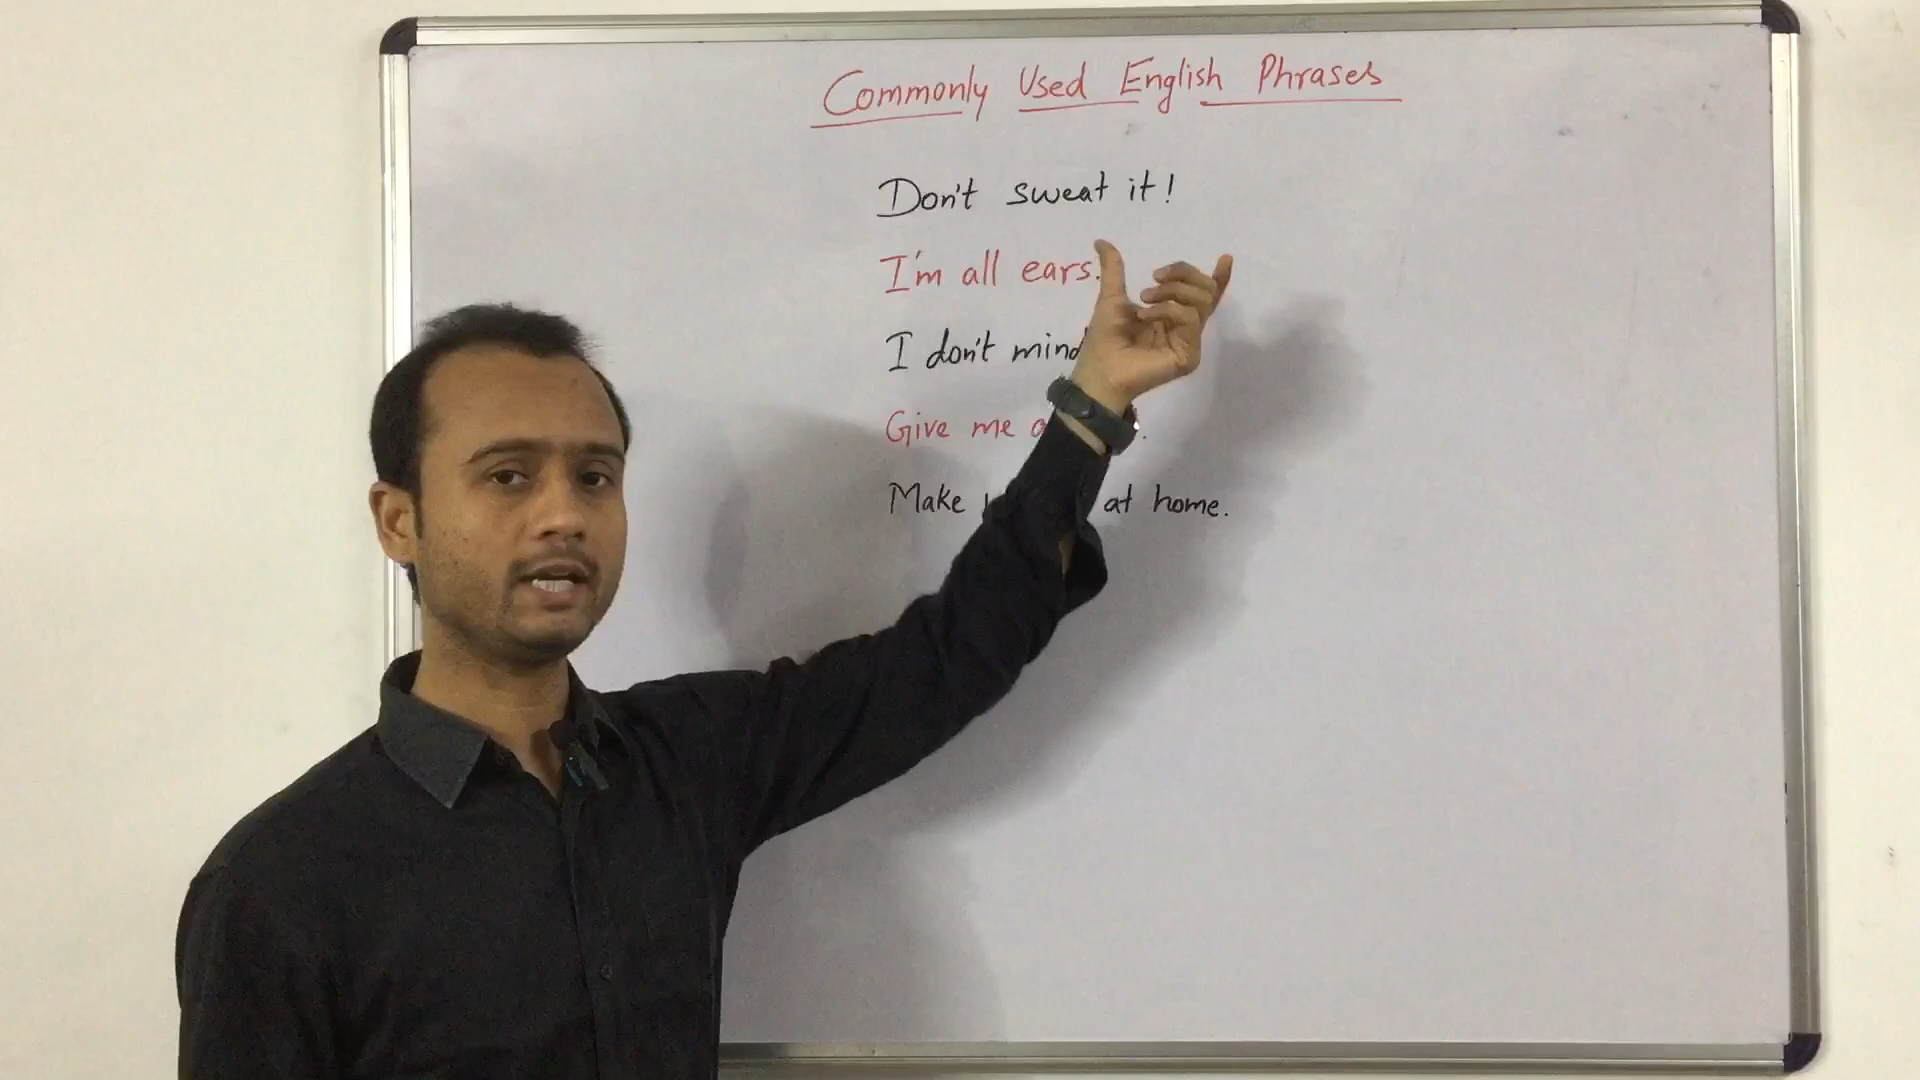 Commonly Used English Phrases
Don't sweat it!
I'm all ears.
I don't mind
Give me
Make at home.